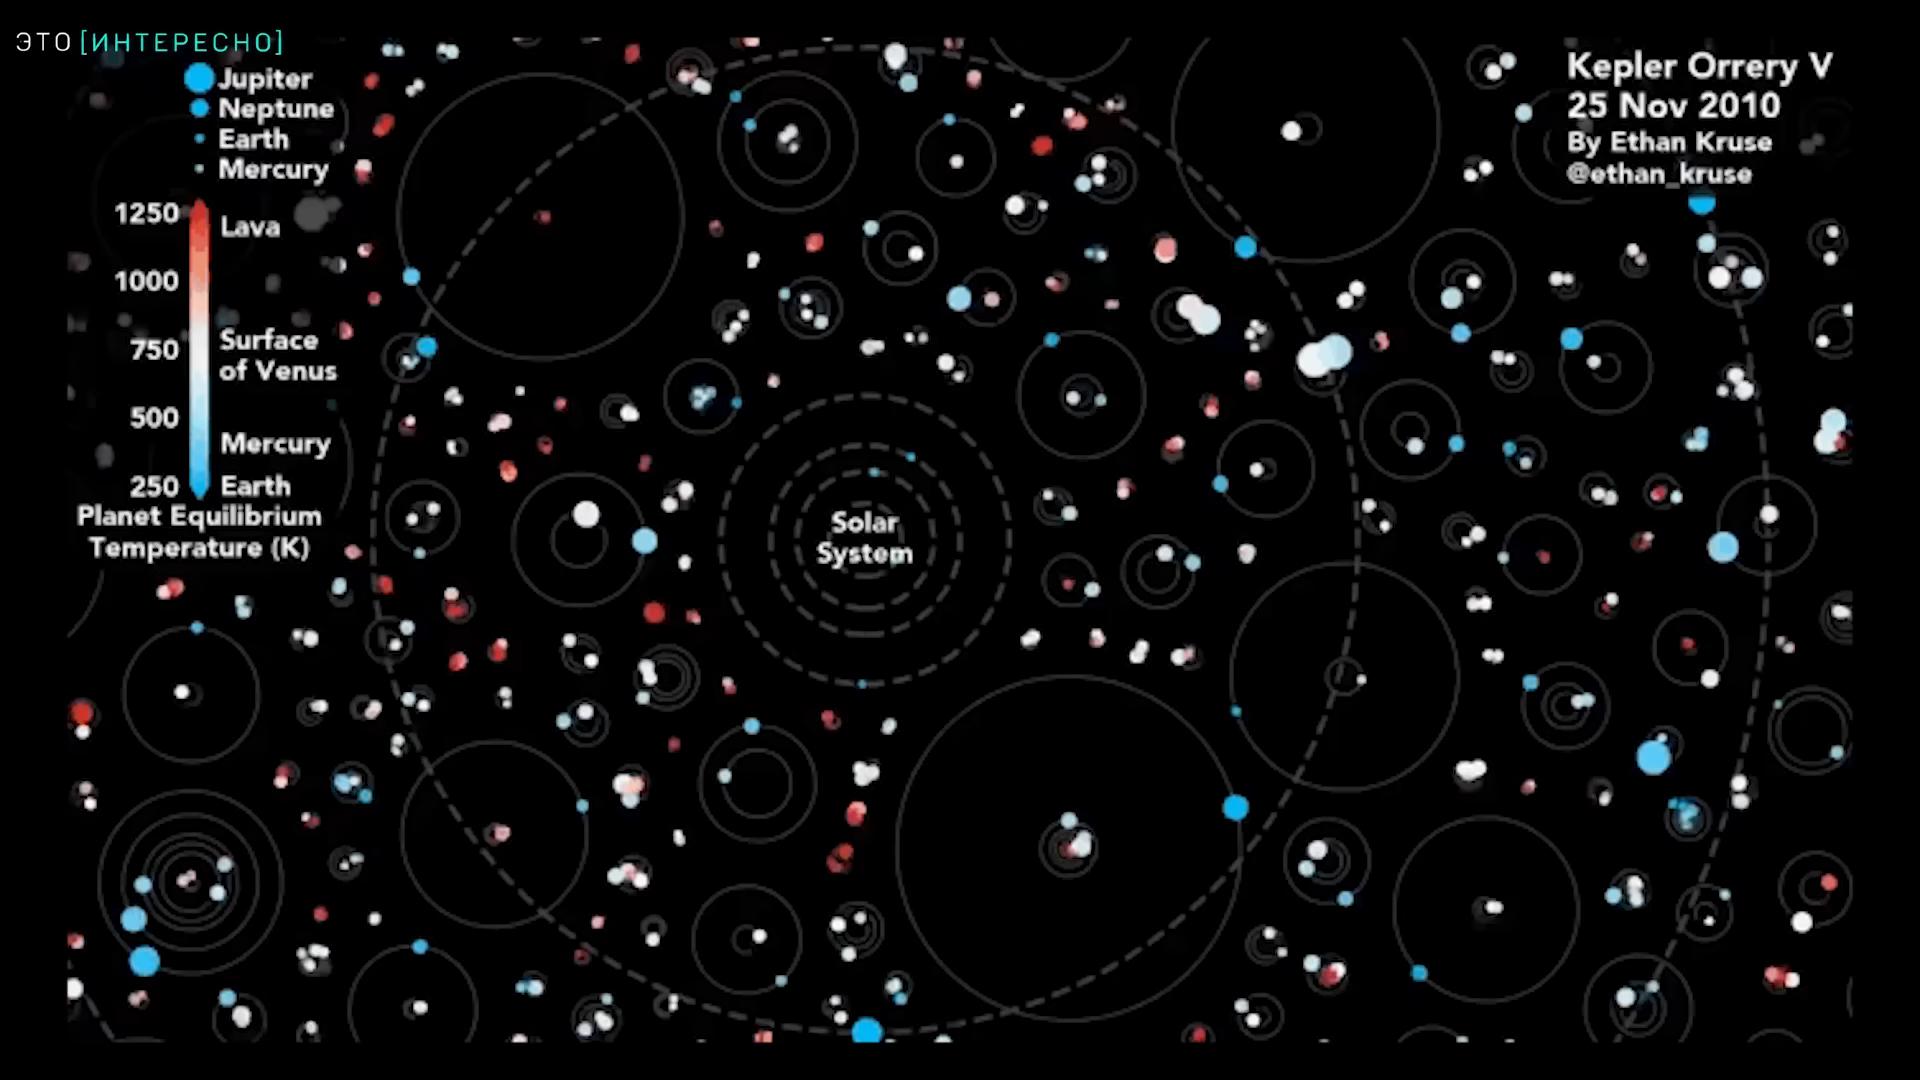 ЭТО [ИНТЕРЕСНО]
Jupiter
Neptune
Earth
Mercury
1250
Lava
1000
750
Surface
of Venus
500
Mercury
250
Earth
Planet Equilibrium
Temperature (K)
Kepler Orrery V
25 Nov 2010
By Ethan Kruse
@ethan_kruse
Solar
System